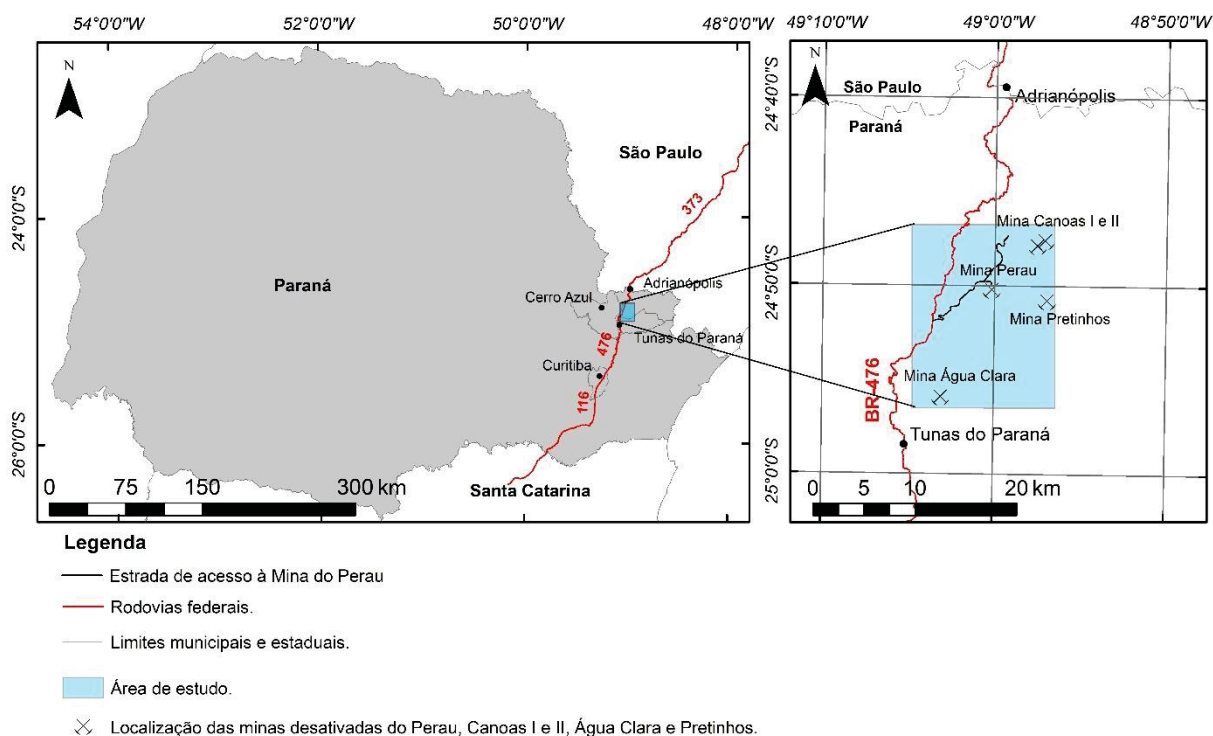 54°0'0"W
52°0'0"W
50°0'0"W
48°0'0"W
24°0'0"S
26°0'0"S
N
São Paulo
373
Paraná
Adrianópolis
Cerro Azul
Tunas do Paraná
476
Curitiba
116
Santa Catarina
0 75 150 300 km
49°10'0"W
49°0'0"W
48°50'0"W
24°40'0"S
24°50'0"S
25°0'0"S
N
São Paulo
Adrianópolis
Paraná
Mina Canoas I e II
Mina Perau
Mina Pretinhos
Mina Água Clara
BR-476
Tunas do Paraná
0 5 10 20 km
Legenda
Estrada de acesso à Mina do Perau
Rodovias federais.
Limites municipais e estaduais.
Área de estudo.
Localização das minas desativadas do Perau, Canoas I e II, Água Clara e Pretinhos.